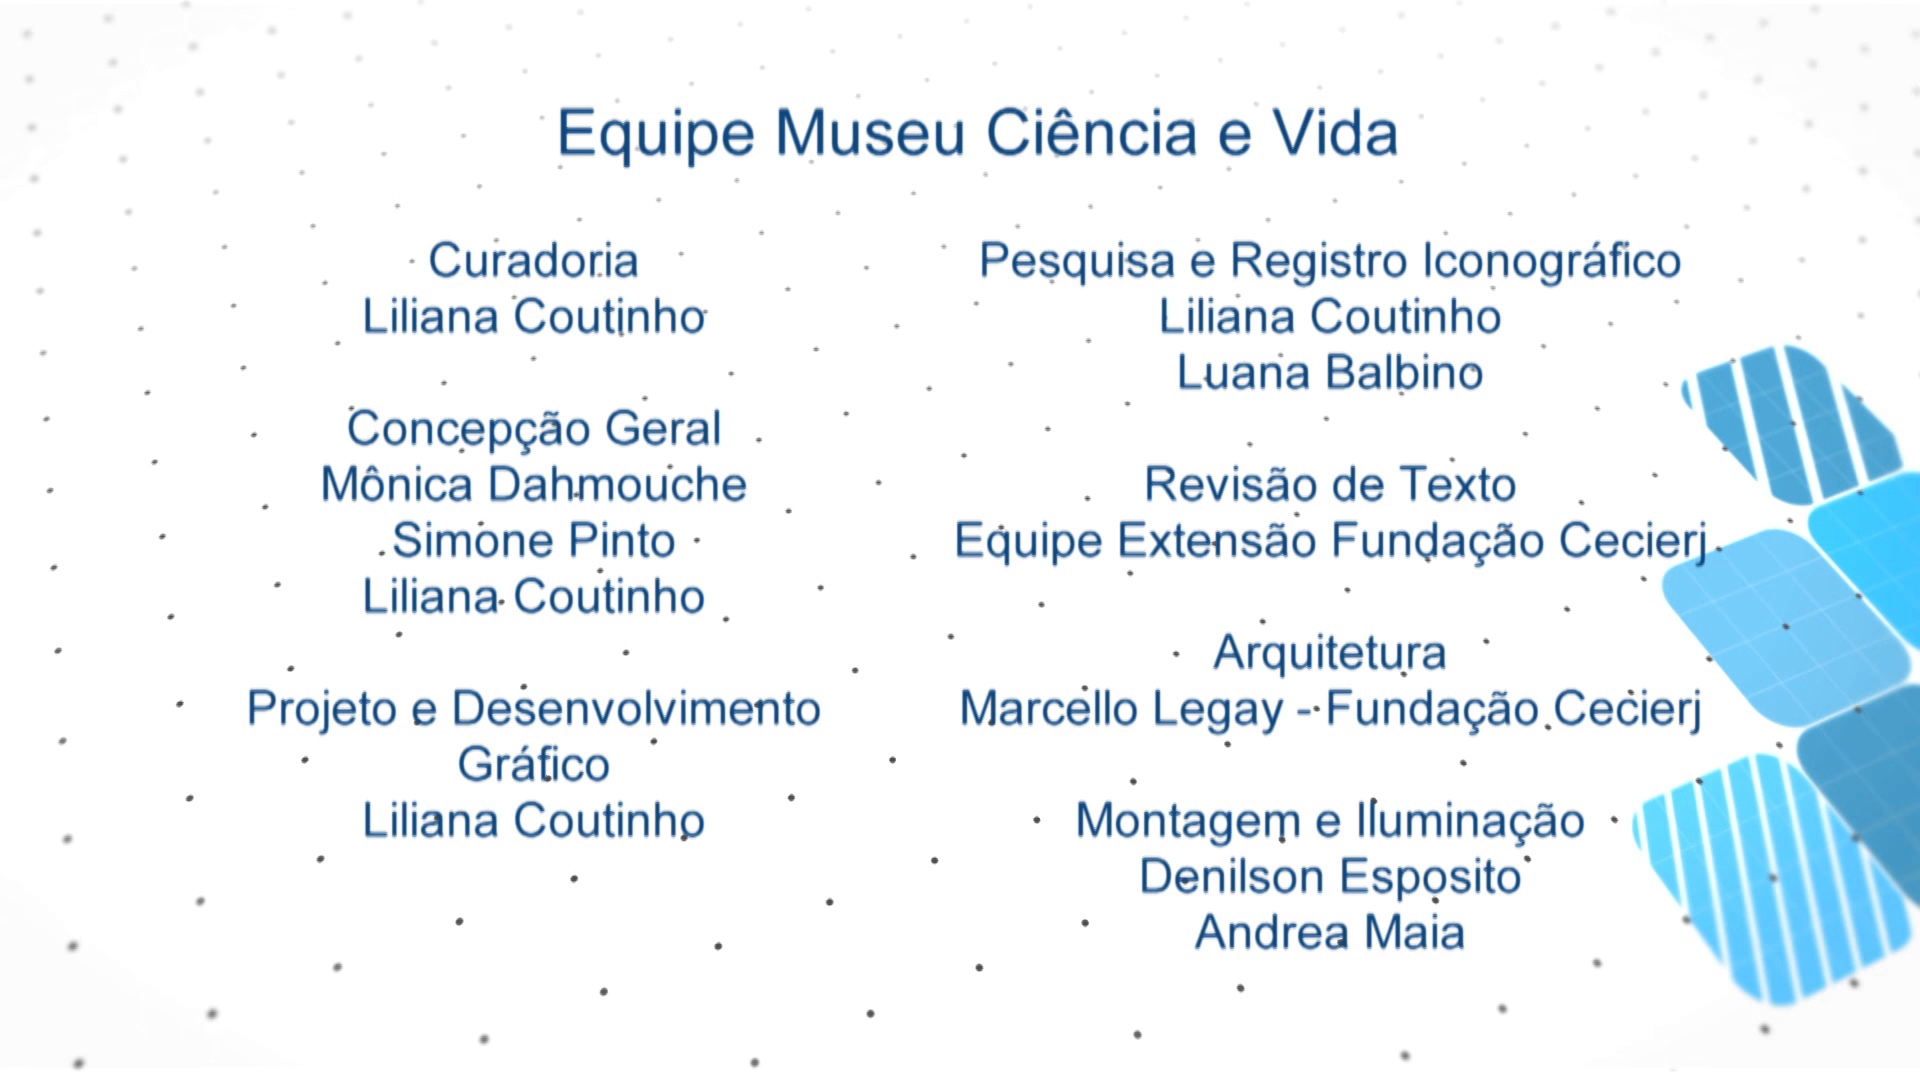 Equipe Museu Ciência e Vida
Curadoria
Liliana Coutinho
Concepção Geral
Mônica Dahmouche
Simone Pinto
Liliana Coutinho
Projeto e Desenvolvimento
Gráfico
Liliana Coutinho
Pesquisa e Registro Iconográfico
Liliana Coutinho
Luana Balbino
Revisão de Texto
Equipe Extensão Fundação Cecierj
Arquitetura
Marcello Legay - Fundação Cecierj
Montagem e Iluminação
Denilson Esposito
Andrea Maia